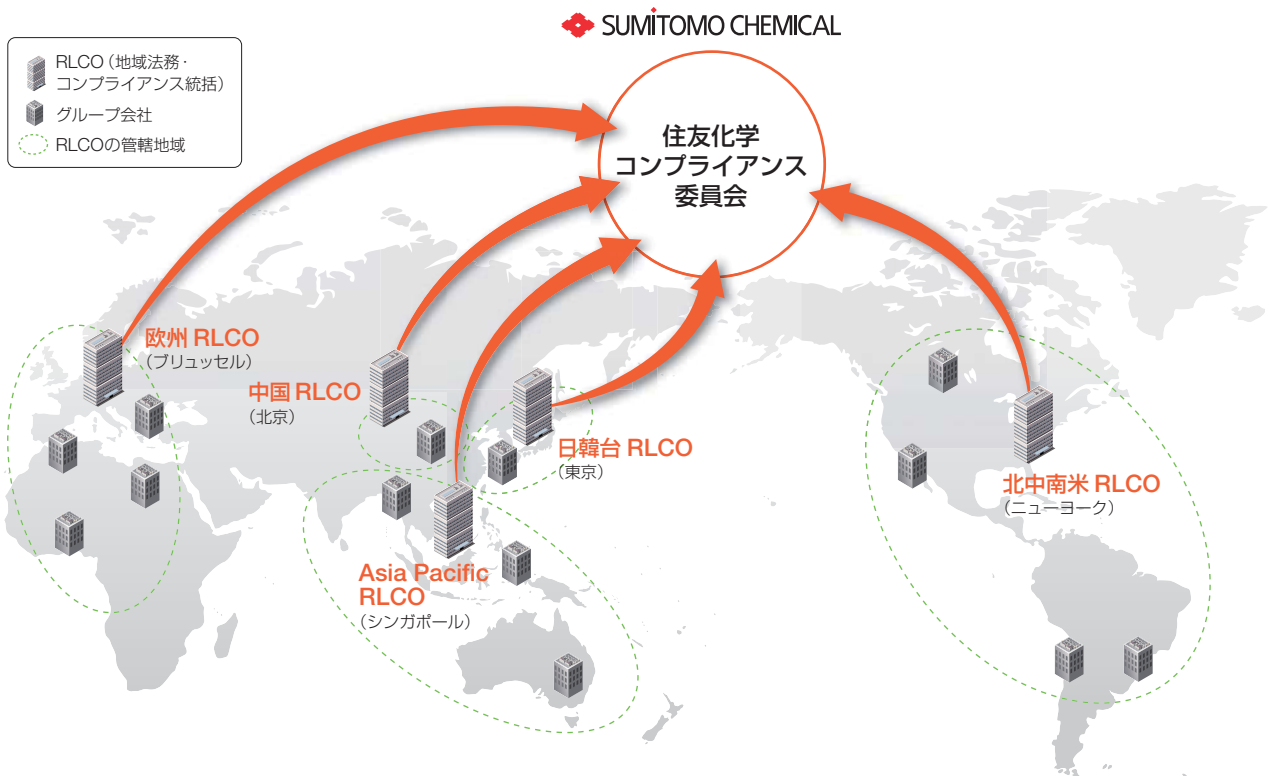 SUMITOMO CHEMICAL
RLCO（地域法務・
コンプライアンス統括）
グループ会社
RLCOの管轄地域
住友化学
コンプライアンス
委員会
欧州 RLCO
（ブリュッセル）
中国 RLCO
（北京）
日韓台 RLCO
（東京）
北中南米 RLCO
（ニューヨーク）
Asia Pacific
RLCO
（シンガポール）